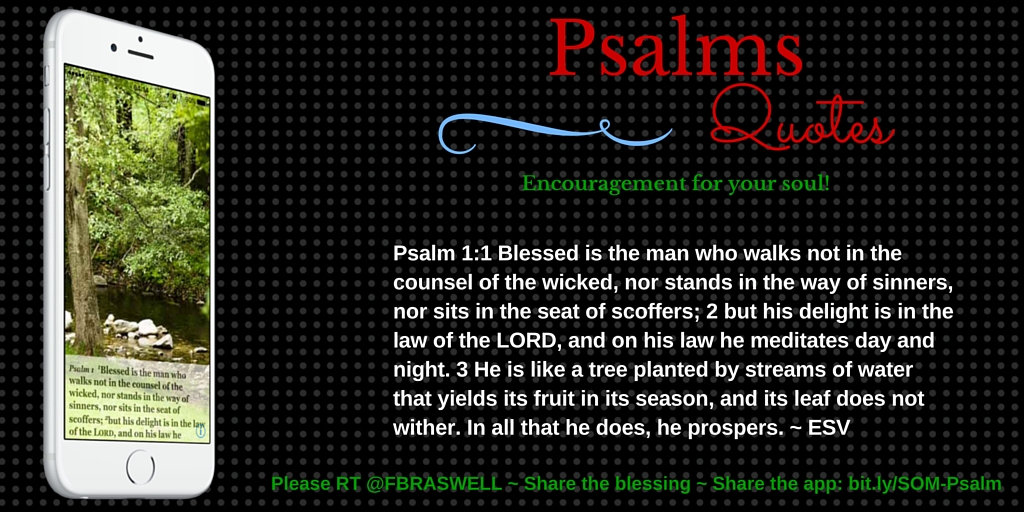 Psalms
Quotes
Encouragement for your soul!
Psalm 1:1 Blessed is the man who walks not in the
counsel of the wicked, nor stands in the way of sinners,
nor sits in the seat of scoffers; 2 but his delight is in the
law of the LORD, and on his law he meditates day and
night. 3 He is like a tree planted by streams of water
that yields its fruit in its season, and its leaf does not
wither. In all that he does, he prospers. ~ ESV
Psalm 1 ¹Blessed is the man who
walks not in the counsel of the
wicked, nor stands in the way of
sinners, nor sits in the seat of
scoffers; ²but his delight is in the law
of the LORD, and on his law he
Please RT @FBRASWELL ~ Share the blessing ~ Share the app: bit.ly/SOM-Psalm